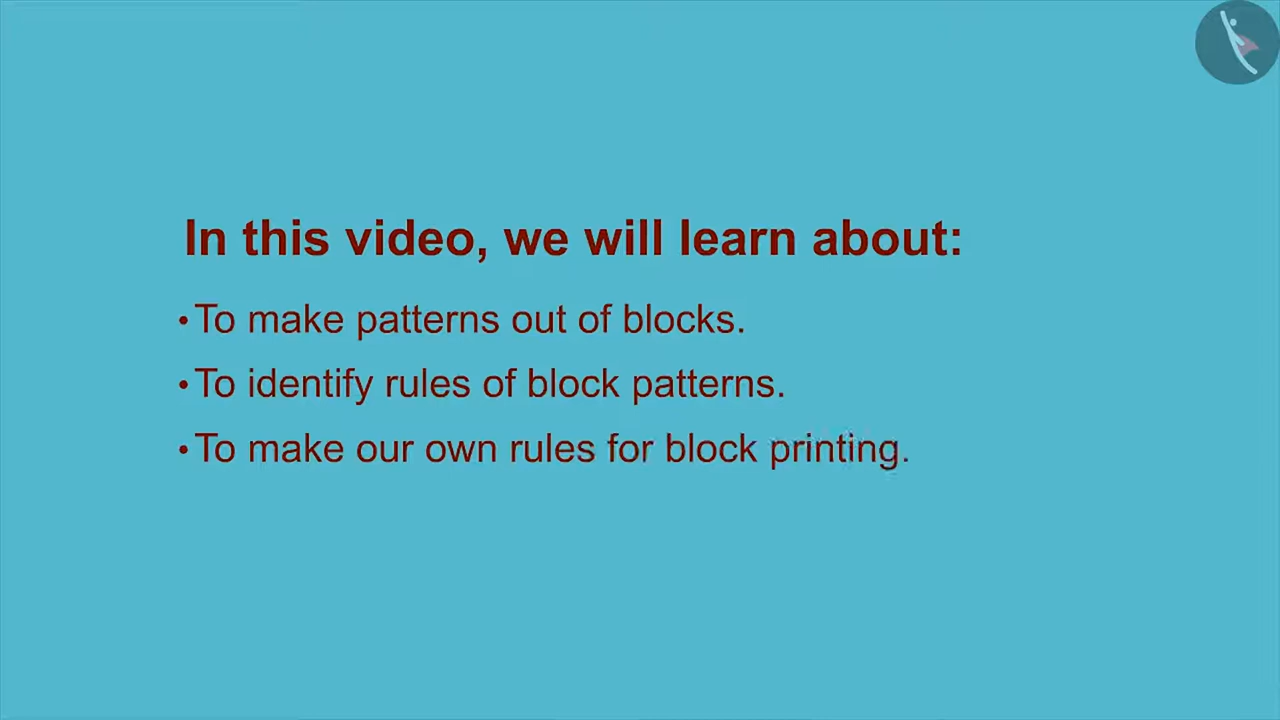 In this video, we will learn about:
• To make patterns out of blocks.
• To identify rules of block patterns.
• To make our own rules for block printing.